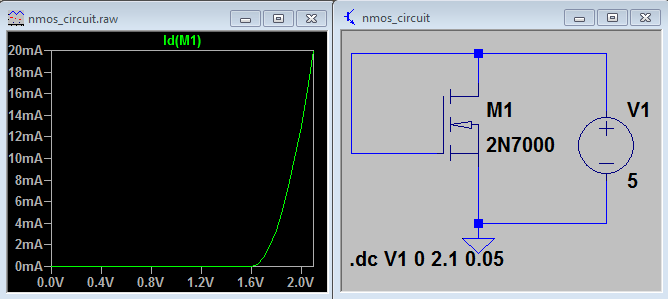 nmos_circuit.raw
Id(M1)
20mA
18mA
16mA
14mA
12mA
10mA
8mA
6mA
4mA
2mA
0mA
0.0V 0.4V 0.8V 1.2V 1.6V 2.0V
nmos_circuit
M1
2N7000
V1
5
.dc V1 0 2.1 0.05